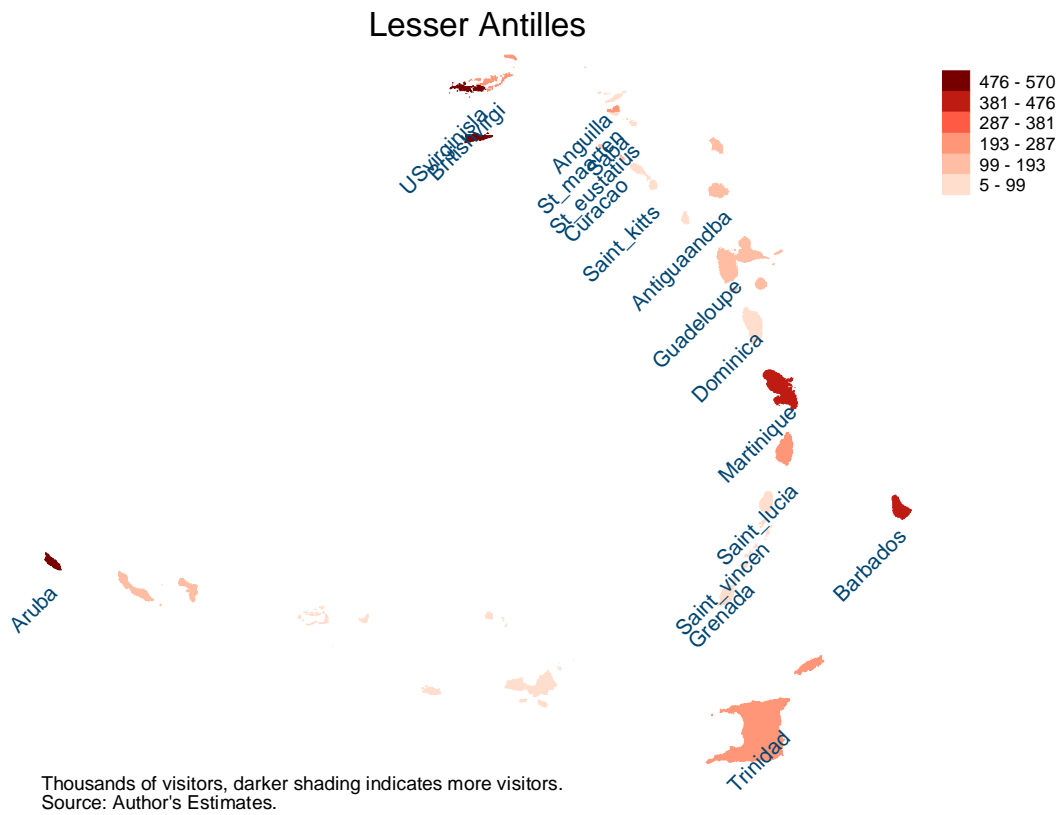 Lesser Antilles
476 - 570
381 - 476
287 - 381
193 - 287
99 - 193
5 - 99
USvirginisla
BritishVirgi
Anguilla
St_maarten
Saba
St_eustatius
Curacao
Saint_kitts
Antiguaandba
Guadeloupe
Dominica
Martinique
Saint_lucia
Barbados
Saint_vincen
Grenada
Aruba
Trinidad
Thousands of visitors, darker shading indicates more visitors.
Source: Author's Estimates.